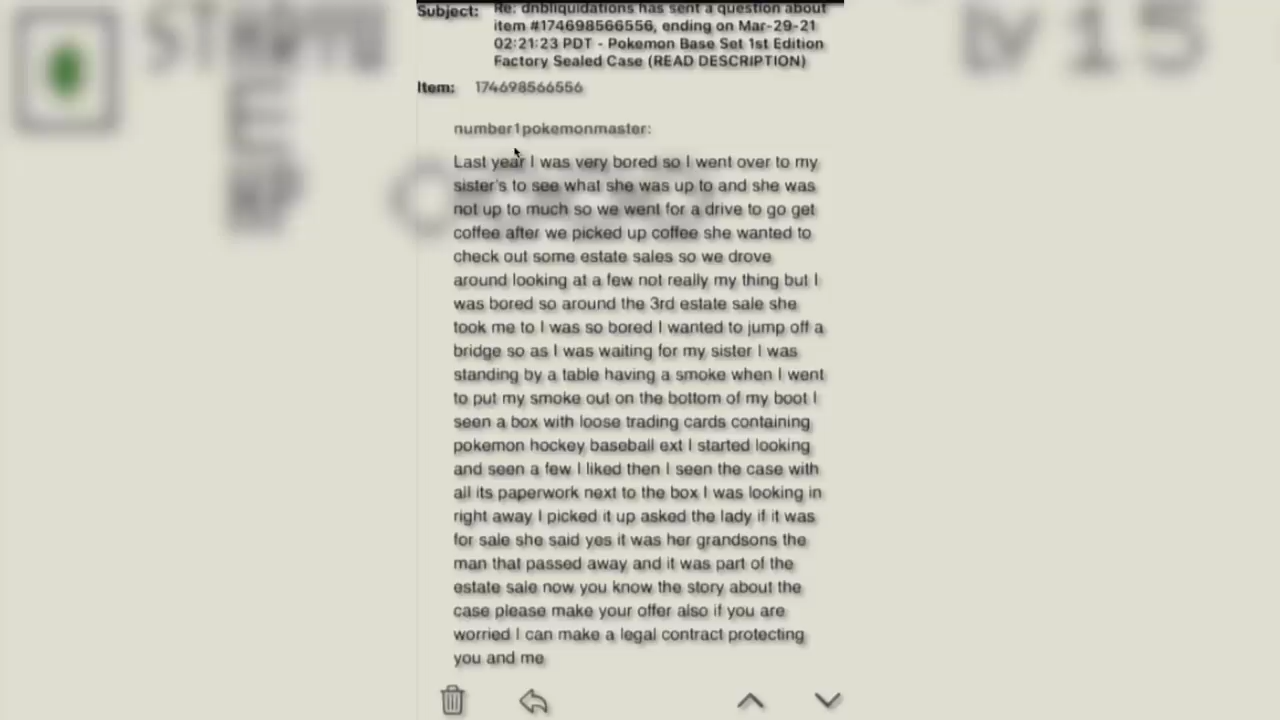 Subject: Re: dnbliquidations has sent a question about
item #174698566556, ending on Mar-29-21
02:21:23 PDT - Pokemon Base Set 1st Edition
Factory Sealed Case (READ DESCRIPTION)
Item: 174698566556
number1pokemonmaster:
Last year I was very bored so I went over to my
sister's to see what she was up to and she was
not up to much so we went for a drive to go get
coffee after we picked up coffee she wanted to
check out some estate sales so we drove
around looking at a few not really my thing but I
was bored so around the 3rd estate sale she
took me to I was so bored I wanted to jump off a
bridge so as I was waiting for my sister I was
standing by a table having a smoke when I went
to put my smoke out on the bottom of my boot I
seen a box with loose trading cards containing
pokemon hockey baseball ext I started looking
and seen a few I liked then I seen the case with
all its paperwork next to the box I was looking in
right away I picked it up asked the lady if it was
for sale she said yes it was her grandsons the
man that passed away and it was part of the
estate sale now you know the story about the
case please make your offer also if you are
worried I can make a legal contract protecting
you and me